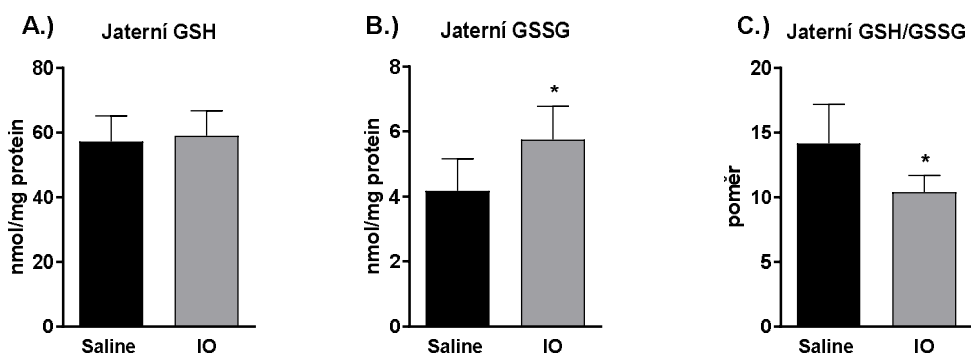 A.) Jaterní GSH
nmol/mg protein
80
60
40
20
0
Saline IO
B.) Jaterní GSSG
nmol/mg protein
8
6
4
2
0
*
Saline IO
C.) Jaterní GSH/GSSG
poměr
20
15
10
5
0
*
Saline IO